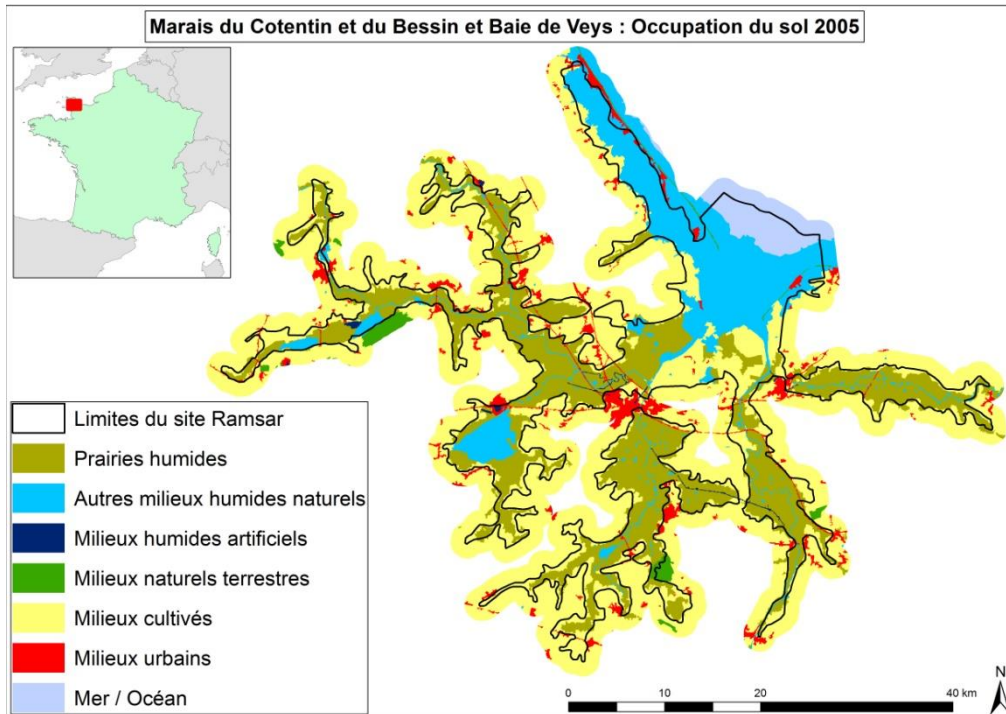 Marais du Cotentin et du Bessin et Baie de Veys : Occupation du sol 2005
Limites du site Ramsar
Prairies humides
Autres milieux humides naturels
Milieux humides artificiels
Milieux naturels terrestres
Milieux cultivés
Milieux urbains
Mer / Océan
0 10 20 40 km
N